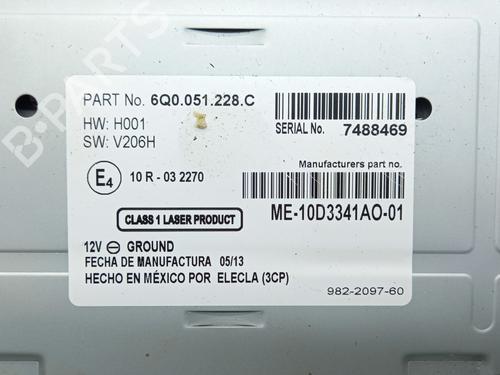 PART No. 6Q0.051.228.C
HW: H001
SW: V206H
SERIAL No. 7488469
Manufacturers part no.
E4 10 R - 03 2270
ME-10D3341AO-01
CLASS 1 LASER PRODUCT
12V ⊖ GROUND
FECHA DE MANUFACTURA 05/13
HECHO EN MÉXICO POR ELECLA (3CP)
982-2097-60
B-PARTS